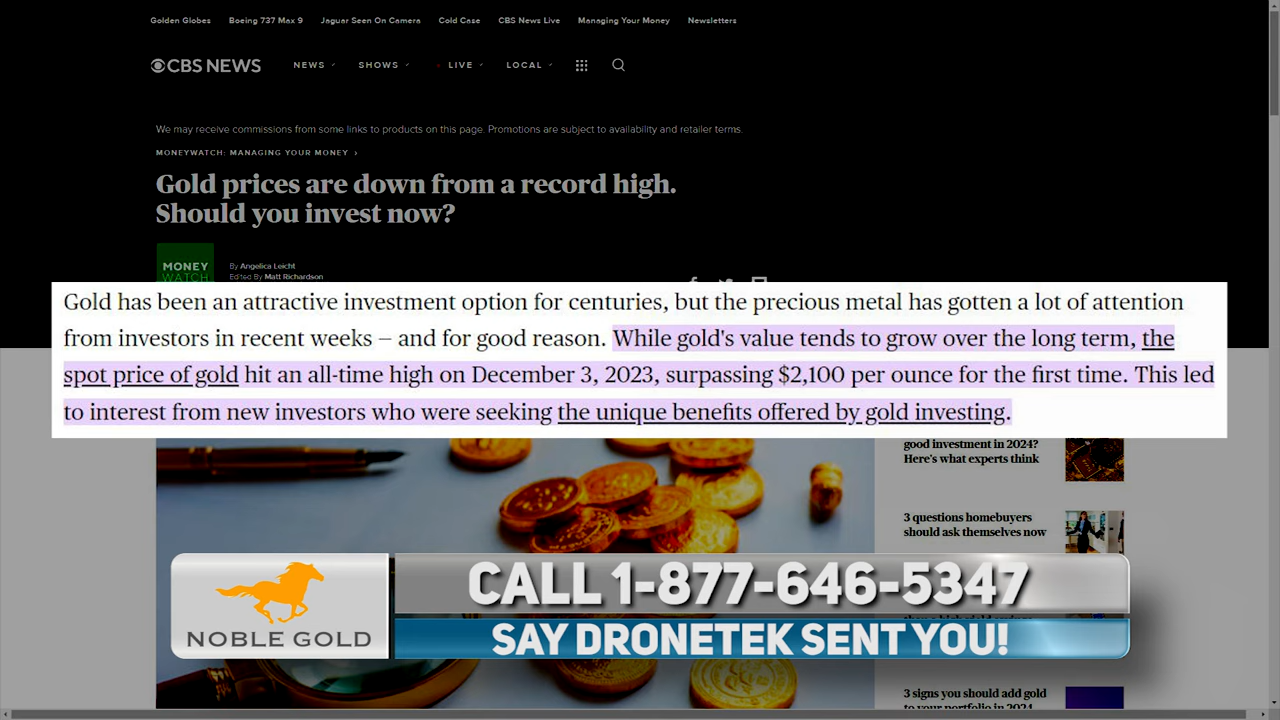 Golden Globes Boeing 737 Max 9 Jaguar Seen On Camera Cold Case CBS News Live Managing Your Money Newsletters
CBS NEWS NEWS SHOWS LIVE LOCAL
We may receive commissions from some links to products on this page. Promotions are subject to availability and retailer terms.
MONEYWATCH: MANAGING YOUR MONEY ›
Gold prices are down from a record high.
Should you invest now?
MONEY
WATCH
By Angelica Leicht
Edited By Matt Richardson
Gold has been an attractive investment option for centuries, but the precious metal has gotten a lot of attention
from investors in recent weeks — and for good reason. While gold's value tends to grow over the long term, the
spot price of gold hit an all-time high on December 3, 2023, surpassing $2,100 per ounce for the first time. This led
to interest from new investors who were seeking the unique benefits offered by gold investing.
good investment in 2024?
Here's what experts think
3 questions homebuyers
should ask themselves now
NOBLE GOLD
CALL 1-877-646-5347
SAY DRONETEK SENT YOU!
3 signs you should add gold
to your portfolio in 2024